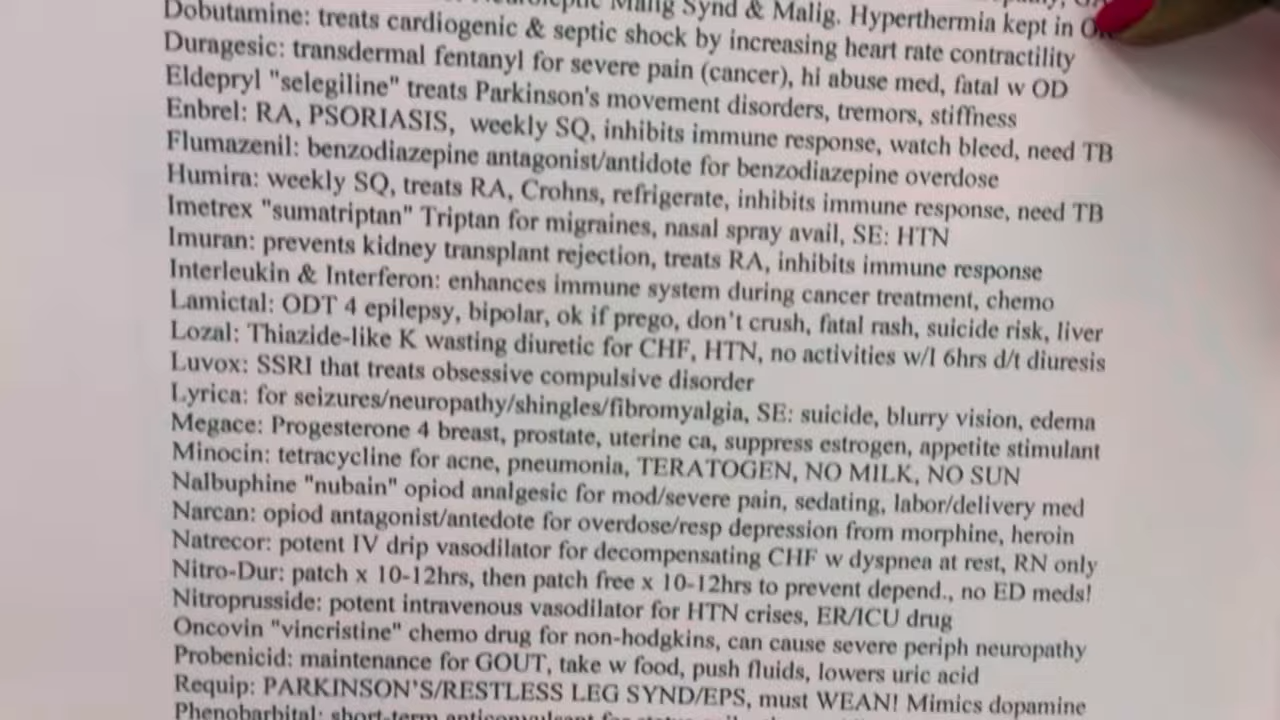 Mang Synd & Malig. Hyperthermia kept in
Dobutamine: treats cardiogenic & septic shock by increasing heart rate contractility
Duragesic: transdermal fentanyl for severe pain (cancer), hi abuse med, fatal w OD
Eldepryl "selegiline" treats Parkinson's movement disorders, tremors, stiffness
Enbrel: RA, PSORIASIS, weekly SQ, inhibits immune response, watch bleed, need TB
Flumazenil: benzodiazepine antagonist/antidote for benzodiazepine overdose
Humira: weekly SQ, treats RA, Crohns, refrigerate, inhibits immune response, need TB
Imetrex "sumatriptan" Triptan for migraines, nasal spray avail, SE: HTN
Imuran: prevents kidney transplant rejection, treats RA, inhibits immune response
Interleukin & Interferon: enhances immune system during cancer treatment, chemo
Lamictal: ODT 4 epilepsy, bipolar, ok if prego, don't crush, fatal rash, suicide risk, liver
Lozal: Thiazide-like K wasting diuretic for CHF, HTN, no activities w/I 6hrs d/t diuresis
Luvox: SSRI that treats obsessive compulsive disorder
Lyrica: for seizures/neuropathy/shingles/fibromyalgia, SE: suicide, blurry vision, edema
Megace: Progesterone 4 breast, prostate, uterine ca, suppress estrogen, appetite stimulant
Minocin: tetracycline for acne, pneumonia, TERATOGEN, NO MILK, NO SUN
Nalbuphine "nubain" opiod analgesic for mod/severe pain, sedating, labor/delivery med
Narcan: opiod antagonist/antedote for overdose/resp depression from morphine, heroin
Natrecor: potent IV drip vasodilator for decompensating CHF w dyspnea at rest, RN only
Nitro-Dur: patch x 10-12hrs, then patch free x 10-12hrs to prevent depend., no ED meds!
Nitroprusside: potent intravenous vasodilator for HTN crises, ER/ICU drug
Oncovin "vincristine" chemo drug for non-hodgkins, can cause severe periph neuropathy
Probenicid: maintenance for GOUT, take w food, push fluids, lowers uric acid
Requip: PARKINSON'S/RESTLESS LEG SYND/EPS, must WEAN! Mimics dopamine
Phenobarbital: short-term anticonvulsant for